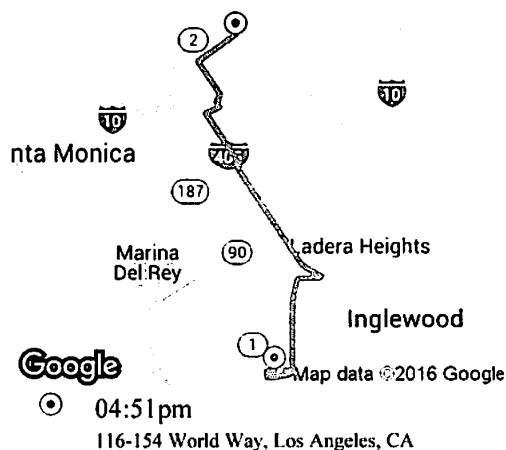 2
10
10
nta Monica
187
90
Ladera Heights
Marina
Del Rey
Inglewood
1
Google
Map data ©2016 Google
04:51pm
116-154 World Way, Los Angeles, CA